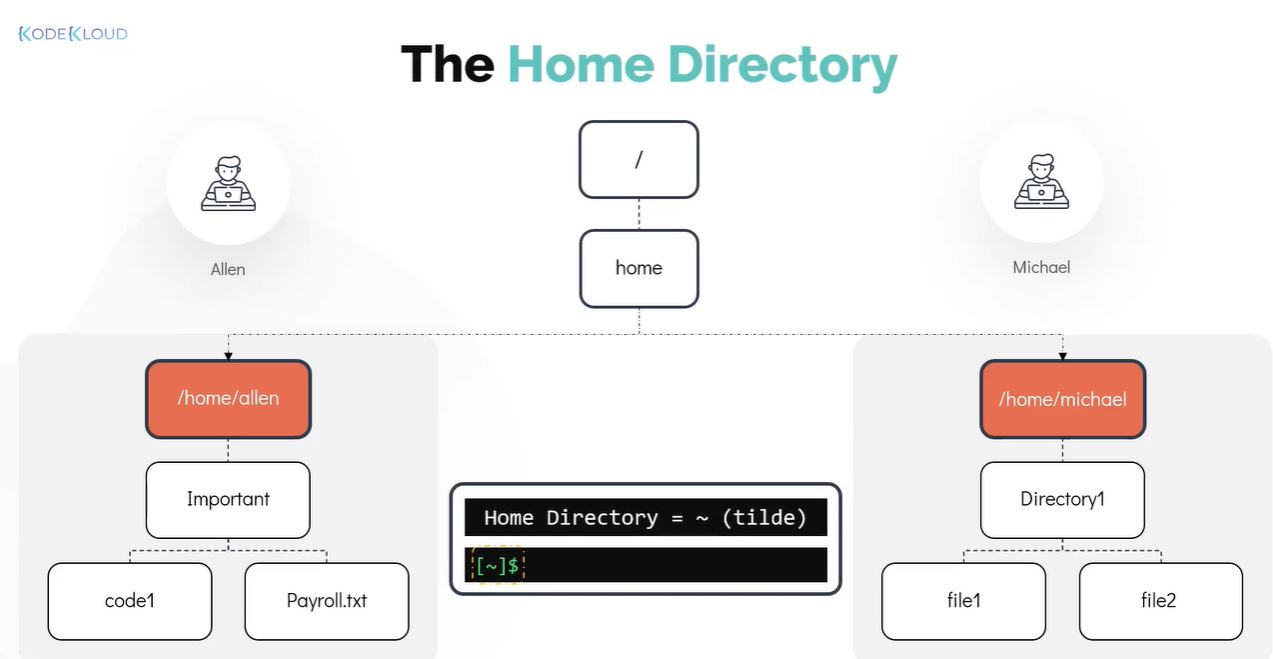 KODEKLOUD
The Home Directory
/
home
Allen
Michael
/home/allen
/home/michael
Important
Directory1
Home Directory = ~ (tilde)
[~]$
code1
Payroll.txt
file1
file2